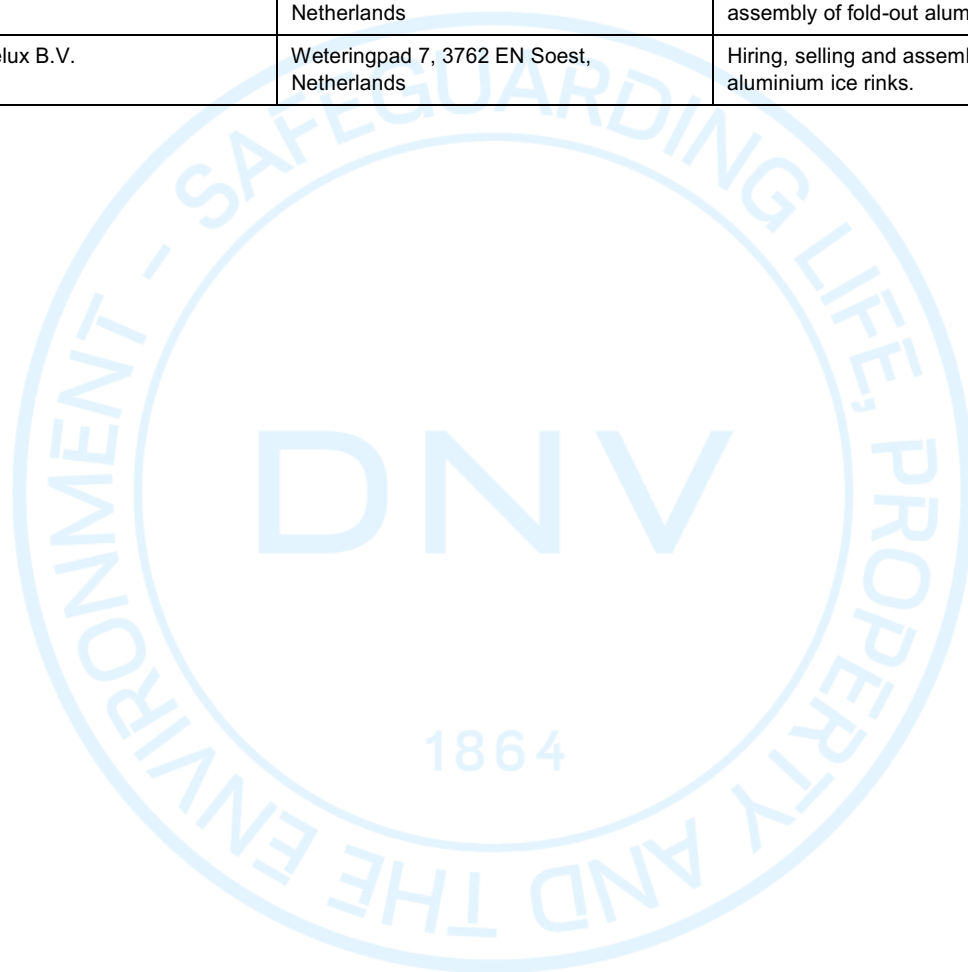 Netherlands
assembly of fold-out alum
elux B.V.
Weteringpad 7, 3762 EN Soest,
Hiring, selling and assembl
Netherlands
aluminium ice rinks.
SAFEGUARDING LIFE, PROPERTY AND THE ENVIRONMENT -
DNV
1864